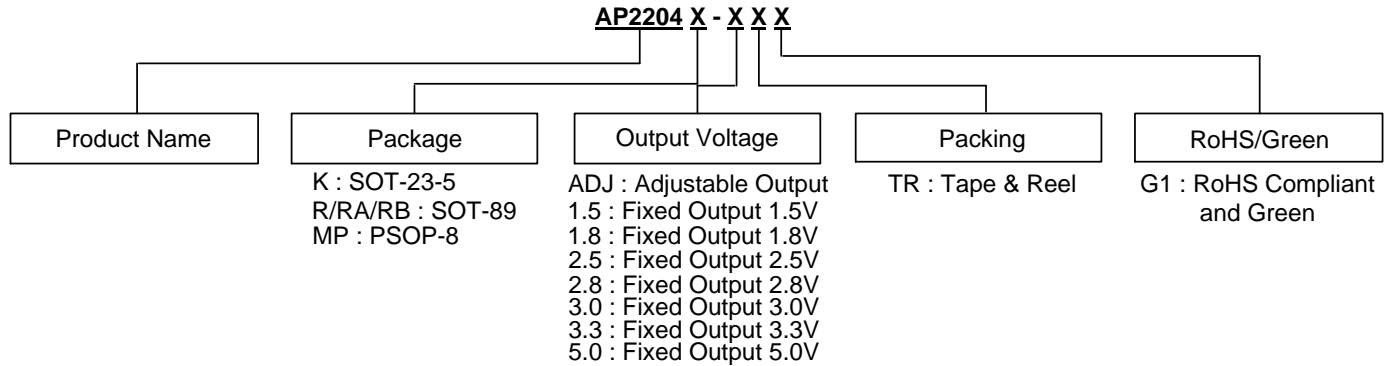 AP2204 X - X X X
Product Name
Package
K : SOT-23-5
R/RA/RB : SOT-89
MP : PSOP-8
Output Voltage
ADJ : Adjustable Output
1.5 : Fixed Output 1.5V
1.8 : Fixed Output 1.8V
2.5 : Fixed Output 2.5V
2.8 : Fixed Output 2.8V
3.0 : Fixed Output 3.0V
3.3 : Fixed Output 3.3V
5.0 : Fixed Output 5.0V
Packing
TR : Tape & Reel
RoHS/Green
G1 : RoHS Compliant
and Green